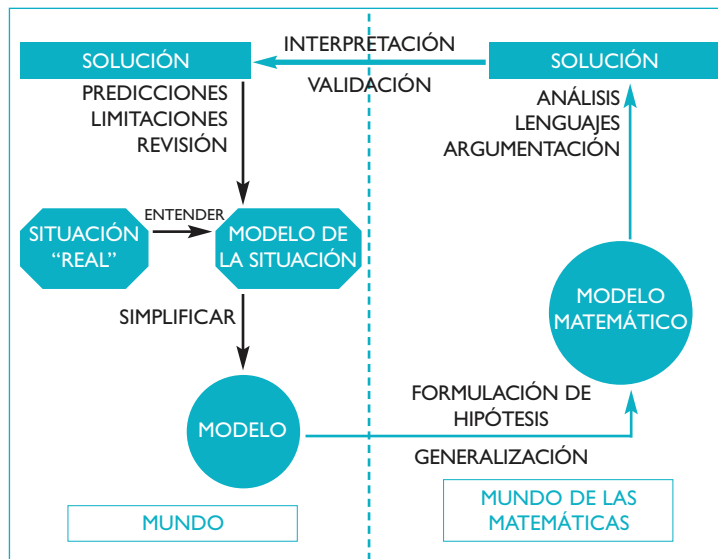 SOLUCIÓN
INTERPRETACIÓN
VALIDACIÓN
SOLUCIÓN
PREDICCIONES
LIMITACIONES
REVISIÓN
ANÁLISIS
LENGUAJES
ARGUMENTACIÓN
SITUACIÓN
“REAL”
ENTENDER
MODELO DE
LA SITUACIÓN
SIMPLIFICAR
MODELO
MATEMÁTICO
MODELO
FORMULACIÓN DE
HIPÓTESIS
GENERALIZACIÓN
MUNDO
MUNDO DE LAS
MATEMÁTICAS